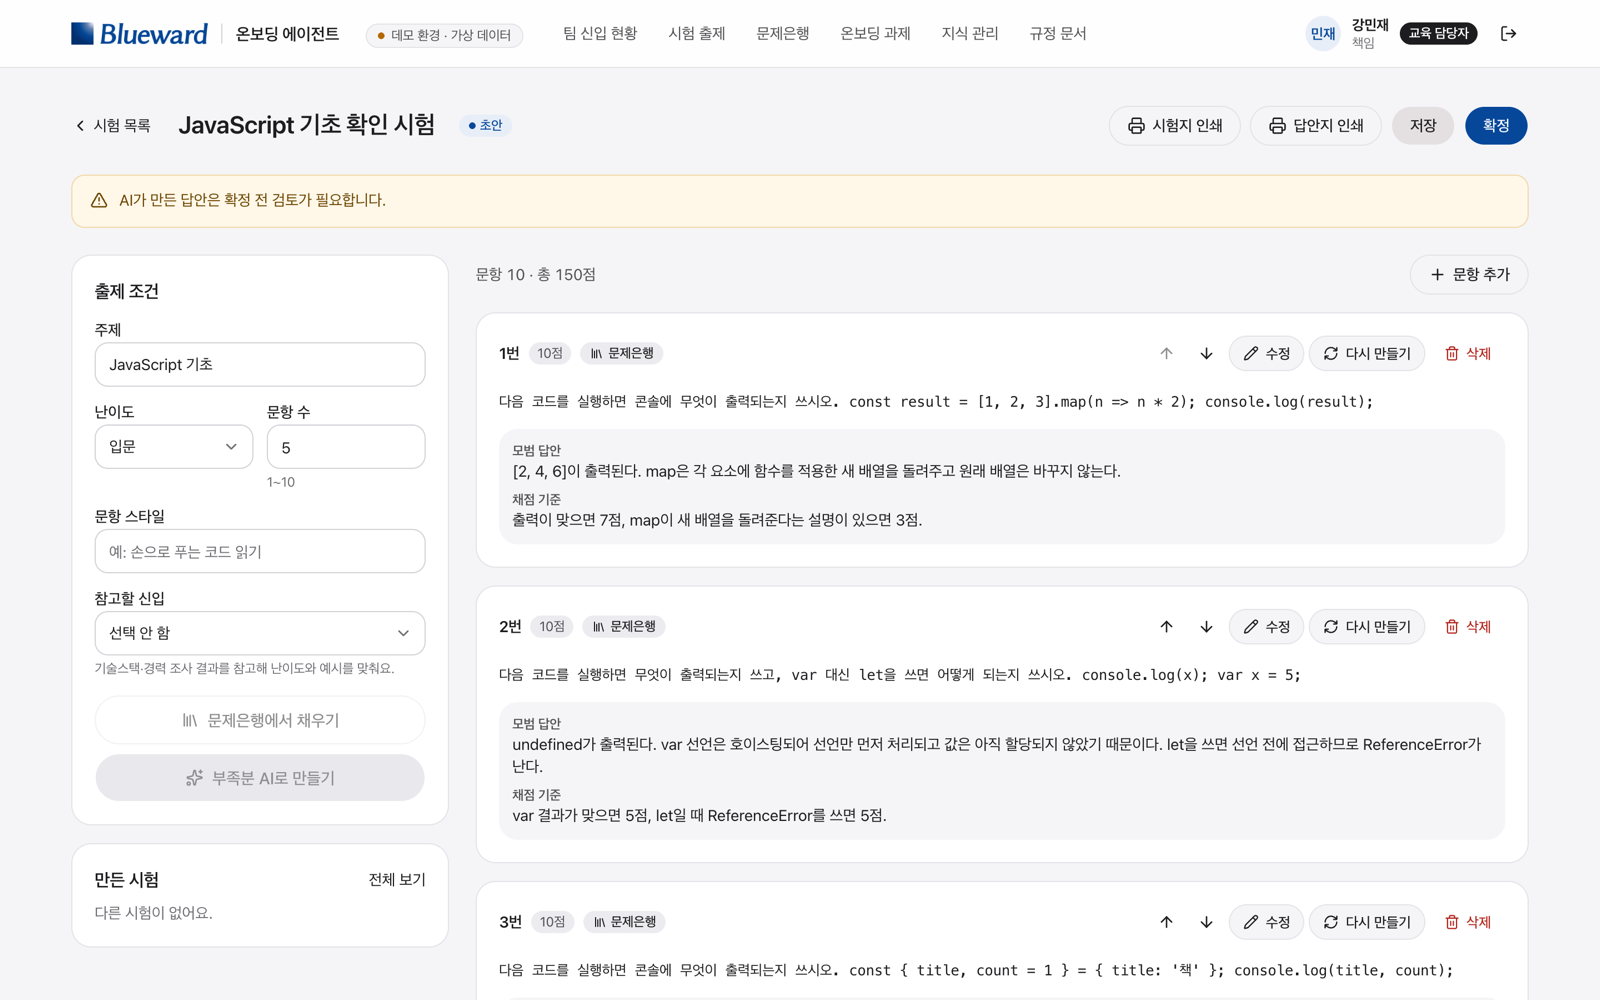 Blueward
온보딩 에이전트
데모 환경 · 가상 데이터
팀 신입 현황
시험 출제
문제은행
온보딩 과제
지식 관리
규정 문서
민재
강민재
책임
교육 담당자
시험 목록
JavaScript 기초 확인 시험
초안
시험지 인쇄
답안지 인쇄
저장
확정
AI가 만든 답안은 확정 전 검토가 필요합니다.
출제 조건
주제
JavaScript 기초
난이도
문항 수
입문
5
1~10
문항 스타일
예: 손으로 푸는 코드 읽기
참고할 신입
선택 안 함
기술스택·경력 조사 결과를 참고해 난이도와 예시를 맞춰요.
문제은행에서 채우기
부족분 AI로 만들기
만든 시험
전체 보기
다른 시험이 없어요.
문항 10 · 총 150점
문항 추가
1번
10점
문제은행
수정
다시 만들기
삭제
다음 코드를 실행하면 콘솔에 무엇이 출력되는지 쓰시오. const result = [1, 2, 3].map(n => n * 2); console.log(result);
모범 답안
[2, 4, 6]이 출력된다. map은 각 요소에 함수를 적용한 새 배열을 돌려주고 원래 배열은 바꾸지 않는다.
채점 기준
출력이 맞으면 7점, map이 새 배열을 돌려준다는 설명이 있으면 3점.
2번
10점
문제은행
수정
다시 만들기
삭제
다음 코드를 실행하면 무엇이 출력되는지 쓰고, var 대신 let을 쓰면 어떻게 되는지 쓰시오. console.log(x); var x = 5;
모범 답안
undefined가 출력된다. var 선언은 호이스팅되어 선언만 먼저 처리되고 값은 아직 할당되지 않았기 때문이다. let을 쓰면 선언 전에 접근하므로 ReferenceError가
난다.
채점 기준
var 결과가 맞으면 5점, let일 때 ReferenceError를 쓰면 5점.
3번
10점
문제은행
수정
다시 만들기
삭제
다음 코드를 실행하면 콘솔에 무엇이 출력되는지 쓰시오. const { title, count = 1 } = { title: '책' }; console.log(title, count);